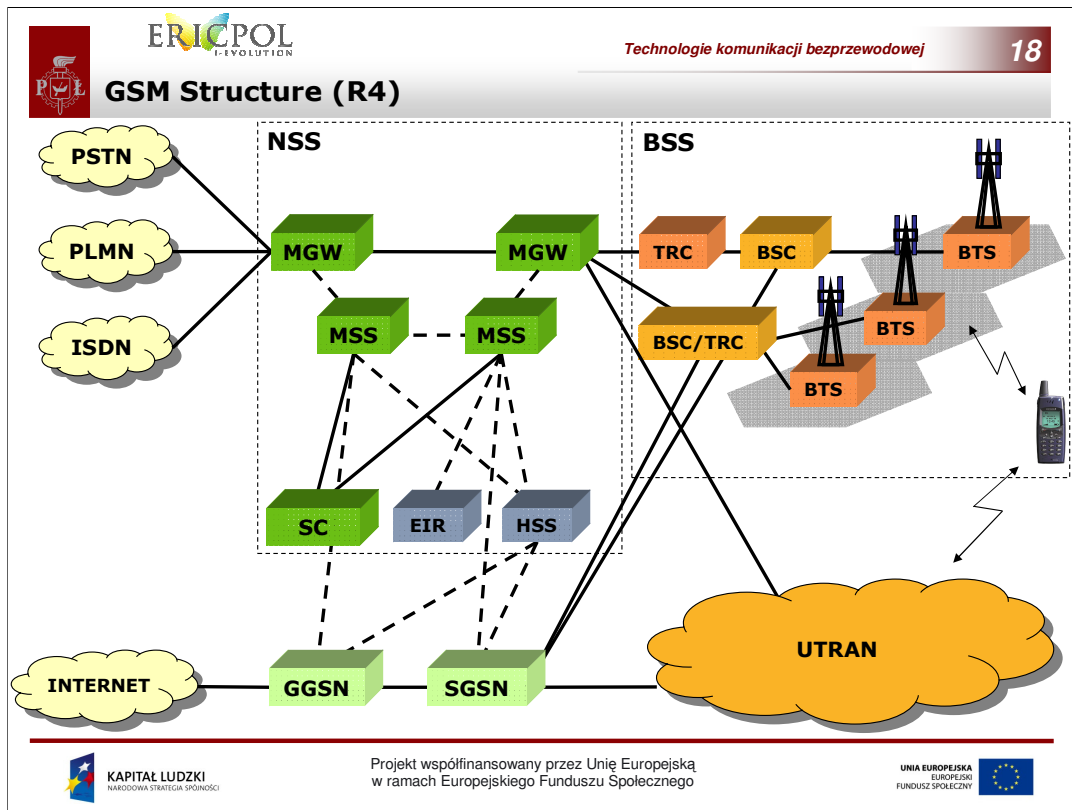 ERICPOL
I-EVOLUTION
Technologie komunikacji bezprzewodowej
18
P Ł
GSM Structure (R4)
NSS
BSS
PSTN
PLMN
ISDN
MGW
MGW
TRC
BSC
BTS
MSS
MSS
BSC/TRC
BTS
BTS
SC
EIR
HSS
UTRAN
INTERNET
GGSN
SGSN
KAPITAŁ LUDZKI
NARODOWA STRATEGIA SPÓJNOŚCI
Projekt współfinansowany przez Unię Europejską
w ramach Europejskiego Funduszu Społecznego
UNIA EUROPEJSKA
EUROPEJSKI
FUNDUSZ SPOŁECZNY